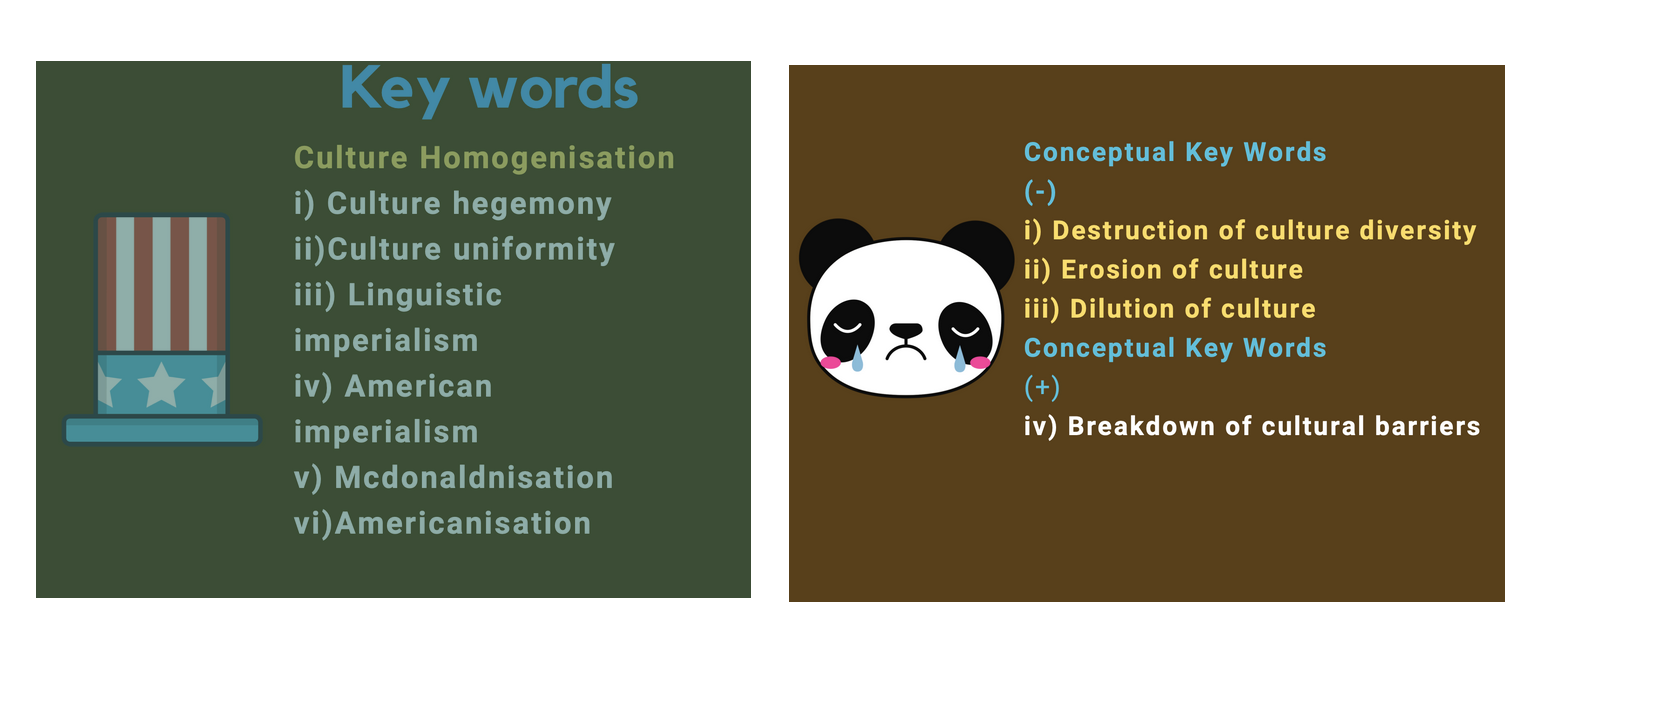 Key words
Culture Homogenisation
i) Culture hegemony
ii)Culture uniformity
iii) Linguistic
imperialism
iv) American
imperialism
v) Mcdonaldnisation
vi)Americanisation
Conceptual Key Words
(-)
i) Destruction of culture diversity
ii) Erosion of culture
iii) Dilution of culture
Conceptual Key Words
(+)
iv) Breakdown of cultural barriers